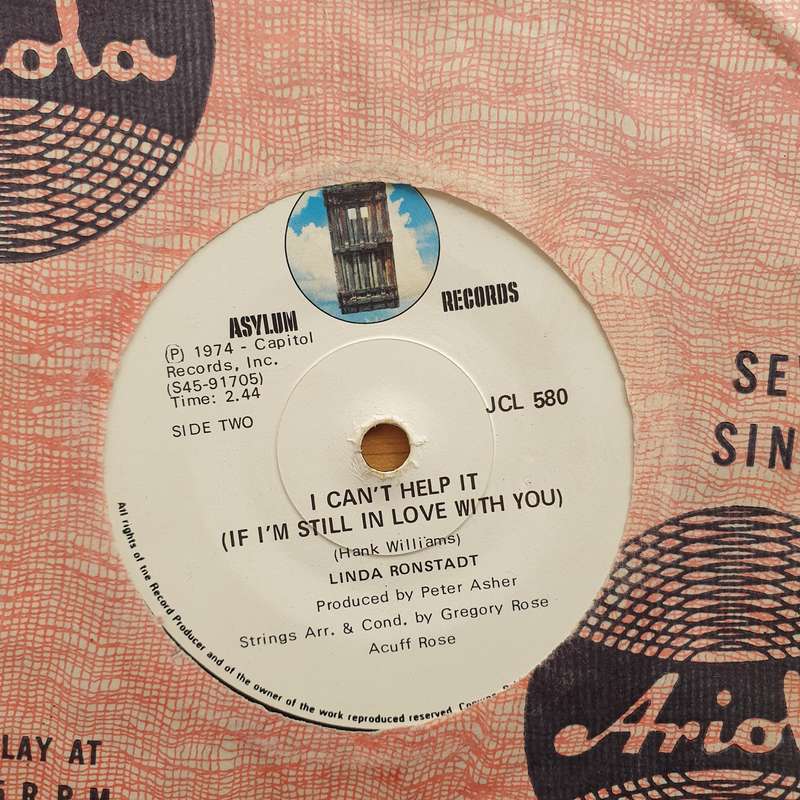 ola
ASYLUM RECORDS
Ⓟ 1974 - Capitol
Records, Inc.
(S45-91705)
Time: 2.44
SIDE TWO
JCL 580
SE
SIN
I CAN'T HELP IT
(IF I'M STILL IN LOVE WITH YOU)
(Hank Williams)
LINDA RONSTADT
Produced by Peter Asher
Strings Arr. & Cond. by Gregory Rose
Acuff Rose
All rights of the Record Producer and of the owner of the work reproduced reserved
Ario
LAY AT
R.P.M